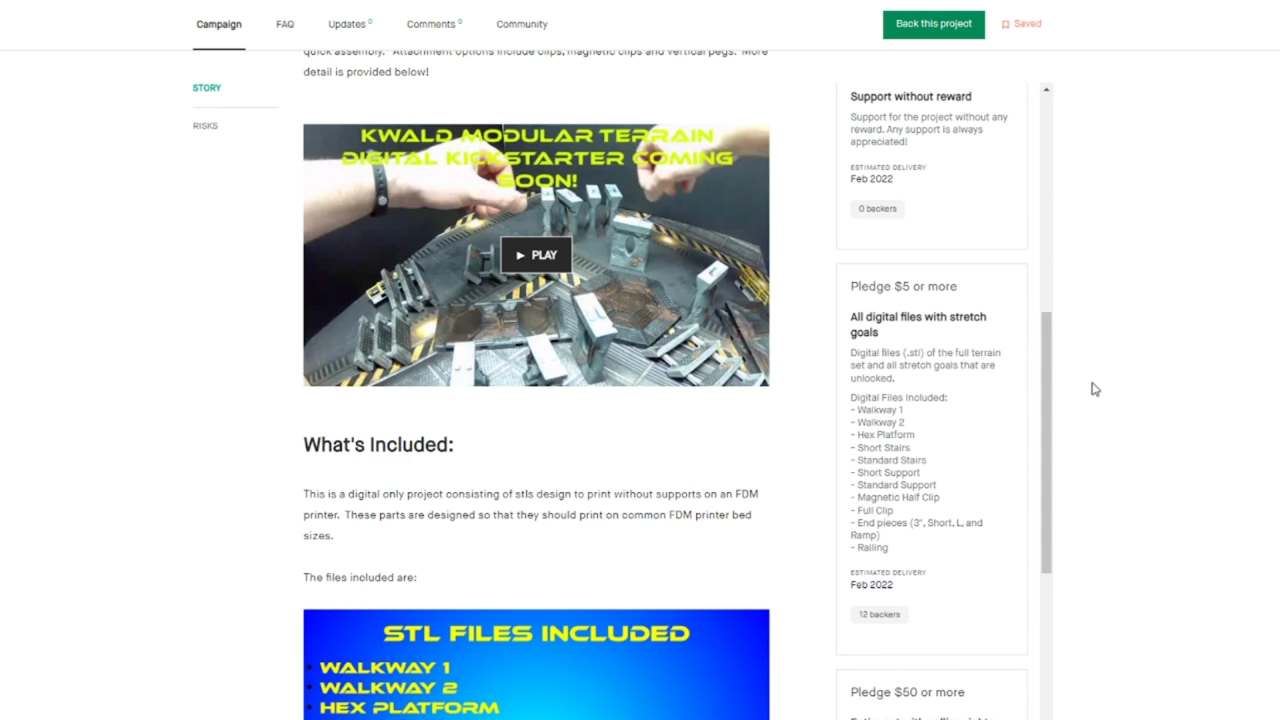 Campaign FAQ Updates 0 Comments 0 Community Back this project Saved
quick assembly. Attachment options include clips, magnetic clips and vertical pegs. More
detail is provided below!
STORY
RISKS
KWALD MODULAR TERRAIN
DIGITAL KICKSTARTER COMING
SOON!
PLAY
What's Included:
This is a digital only project consisting of stls design to print without supports on an FDM
printer. These parts are designed so that they should print on common FDM printer bed
sizes.
The files included are:
STL FILES INCLUDED
• WALKWAY 1
• WALKWAY 2
• HEX PLATFORM
Support without reward
Support for the project without any
reward. Any support is always
appreciated!
ESTIMATED DELIVERY
Feb 2022
0 backers
Pledge $5 or more
All digital files with stretch
goals
Digital files (.stl) of the full terrain
set and all stretch goals that are
unlocked.
Digital Files Included:
- Walkway 1
- Walkway 2
- Hex Platform
- Short Stairs
- Standard Stairs
- Short Support
- Standard Support
- Magnetic Half Clip
- Full Clip
- End pieces (3", Short, L, and
Ramp)
- Railing
ESTIMATED DELIVERY
Feb 2022
12 backers
Pledge $50 or more